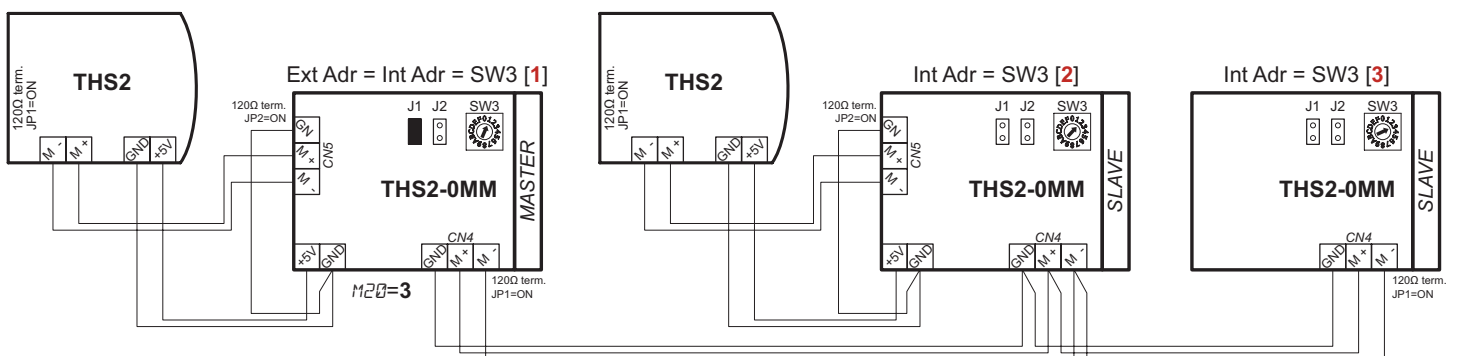 THS2
120Ω term.
JP1=ON
M -
M +
GND
+5V
Ext Adr = Int Adr = SW3 [1]
120Ω term.
JP2=ON
J1 J2 SW3
GN
M +
M -
CN5
THS2-0MM
MASTER
+5V
GND
CN4
GND
M +
M -
M20=3
120Ω term.
JP1=ON
THS2
120Ω term.
JP1=ON
M -
M +
GND
+5V
Int Adr = SW3 [2]
120Ω term.
JP2=ON
J1 J2 SW3
GN
M +
M -
CN5
THS2-0MM
SLAVE
+5V
GND
CN4
GND
M +
M -
Int Adr = SW3 [3]
J1 J2 SW3
THS2-0MM
SLAVE
CN4
GND
M +
M -
120Ω term.
JP1=ON